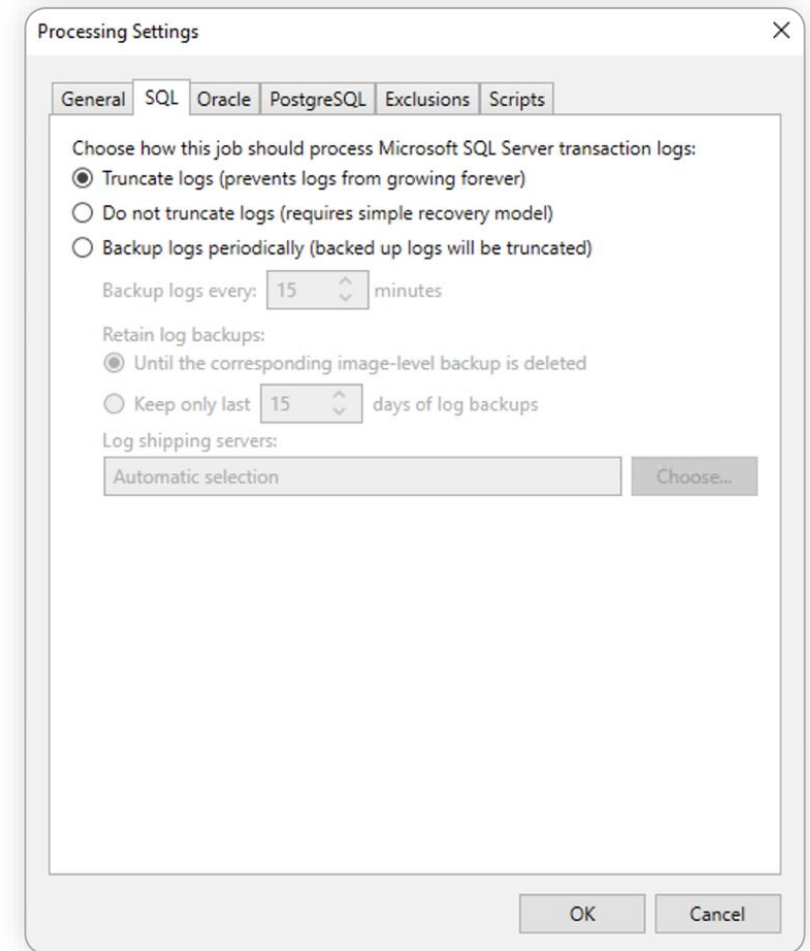 Processing Settings
General SQL Oracle PostgreSQL Exclusions Scripts
Choose how this job should process Microsoft SQL Server transaction logs:
Truncate logs (prevents logs from growing forever)
Do not truncate logs (requires simple recovery model)
Backup logs periodically (backed up logs will be truncated)
Backup logs every: 15 minutes
Retain log backups:
Until the corresponding image-level backup is deleted
Keep only last 15 days of log backups
Log shipping servers:
Automatic selection Choose...
OK Cancel